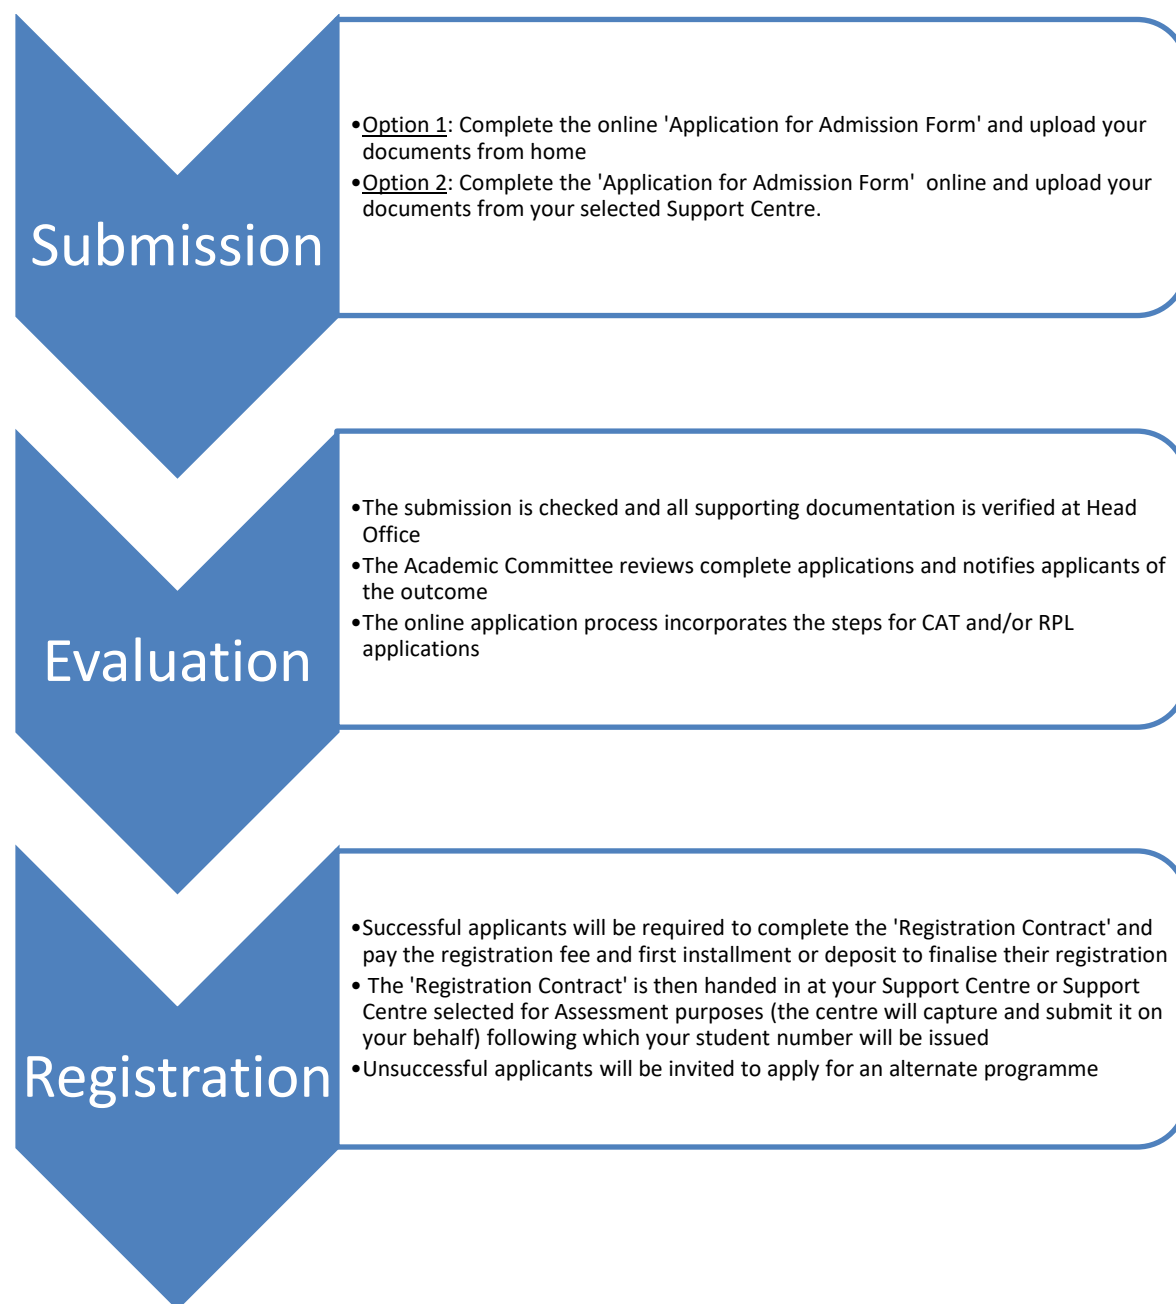 Submission
•Option 1: Complete the online 'Application for Admission Form' and upload your
documents from home
•Option 2: Complete the 'Application for Admission Form'  online and upload your
documents from your selected Support Centre.
Evaluation
•The submission is checked and all supporting documentation is verified at Head
Office
•The Academic Committee reviews complete applications and notifies applicants of
the outcome
•The online application process incorporates the steps for CAT and/or RPL
applications
Registration
•Successful applicants will be required to complete the 'Registration Contract' and
pay the registration fee and first installment or deposit to finalise their registration
• The 'Registration Contract' is then handed in at your Support Centre or Support
Centre selected for Assessment purposes (the centre will capture and submit it on
your behalf) following which your student number will be issued
•Unsuccessful applicants will be invited to apply for an alternate programme